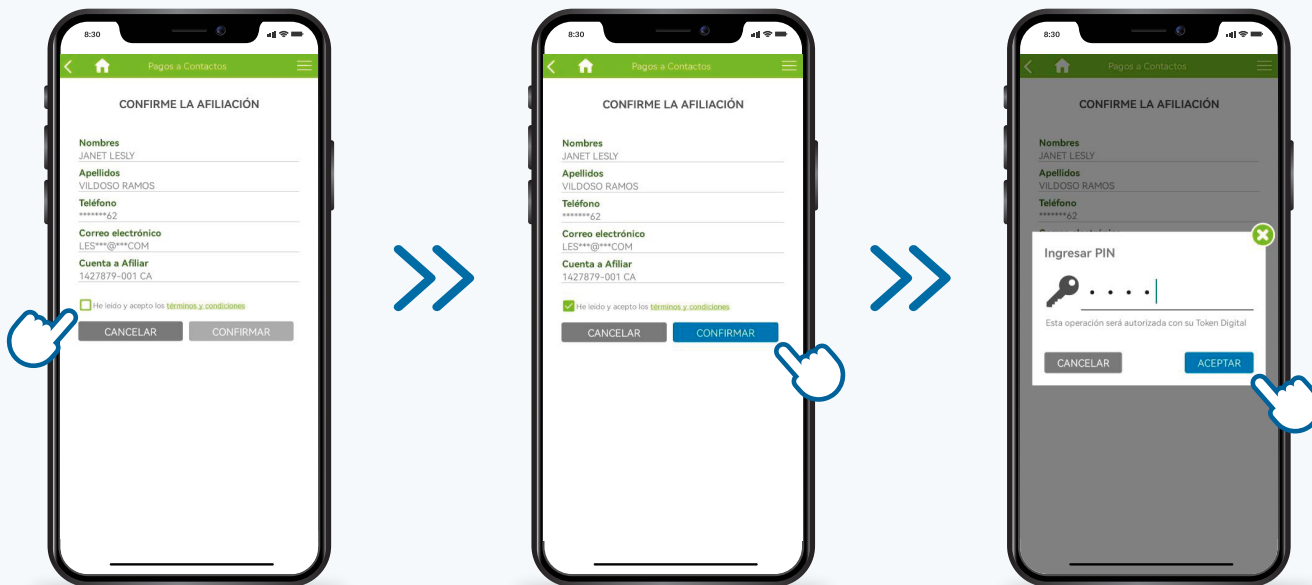 8:30
Pagos a Contactos
CONFIRME LA AFILIACIÓN
Nombres
JANET LESLY
Apellidos
VILDOSO RAMOS
Teléfono
*******62
Correo electrónico
LES***@***COM
Cuenta a Afiliar
1427879-001 CA
He leído y acepto los términos y condiciones
CANCELAR CONFIRMAR
8:30
Pagos a Contactos
CONFIRME LA AFILIACIÓN
Nombres
JANET LESLY
Apellidos
VILDOSO RAMOS
Teléfono
*******62
Correo electrónico
LES***@***COM
Cuenta a Afiliar
1427879-001 CA
He leído y acepto los términos y condiciones
CANCELAR CONFIRMAR
8:30
Pagos a Contactos
CONFIRME LA AFILIACIÓN
Nombres
JANET LESLY
Apellidos
VILDOSO RAMOS
Teléfono
*******62
Ingresar PIN
Esta operación será autorizada con su Token Digital
CANCELAR ACEPTAR